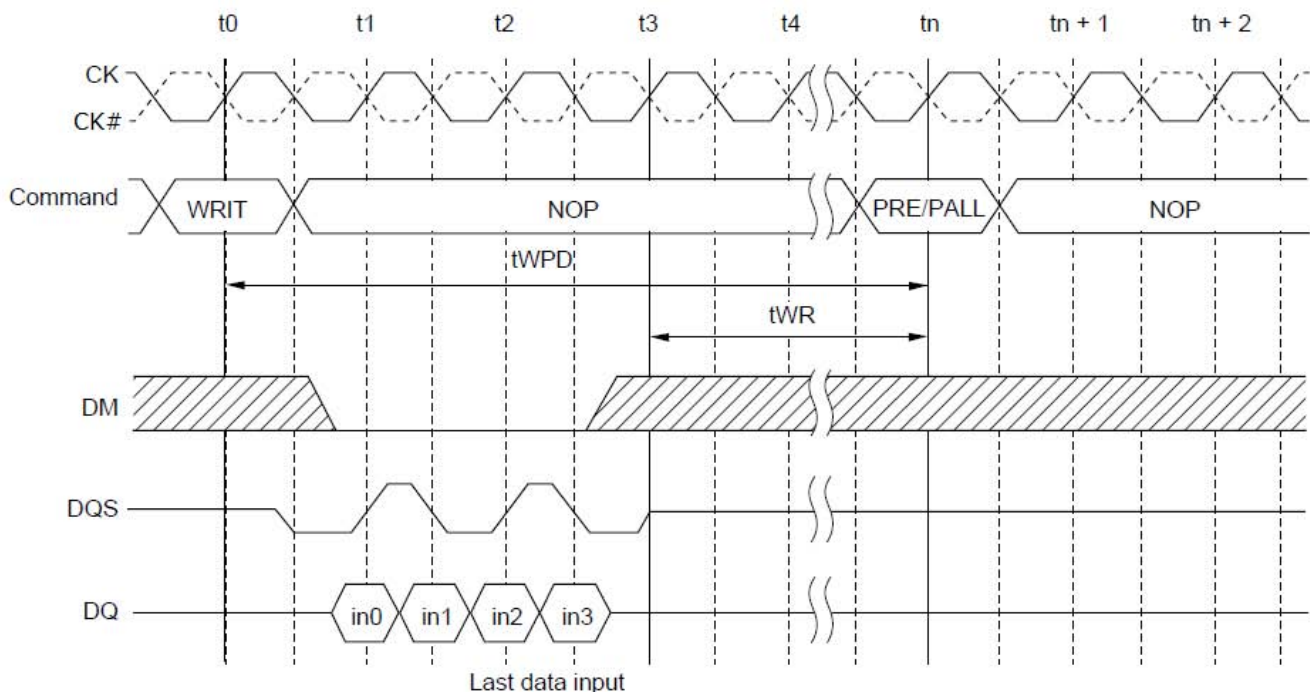 t0 t1 t2 t3 t4 tn tn + 1 tn + 2
CK
CK#
Command WRIT NOP PRE/PALL NOP
tWPD
tWR
DM
DQS
DQ in0 in1 in2 in3
Last data input